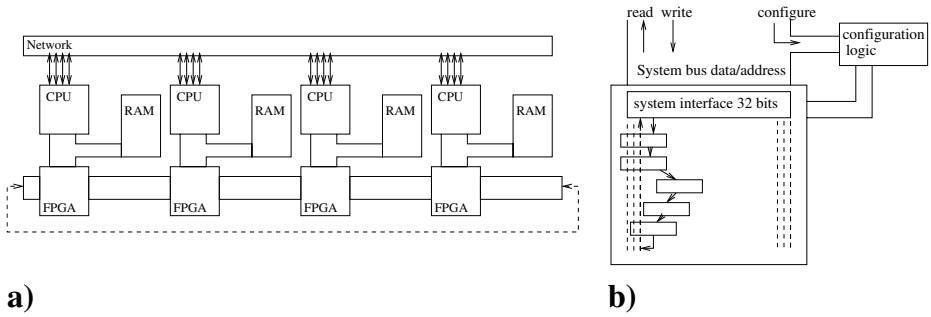 Network
CPU
RAM
FPGA
CPU
RAM
FPGA
CPU
RAM
FPGA
CPU
RAM
FPGA
a)
read write
configure
configuration
logic
System bus data/address
system interface 32 bits
b)